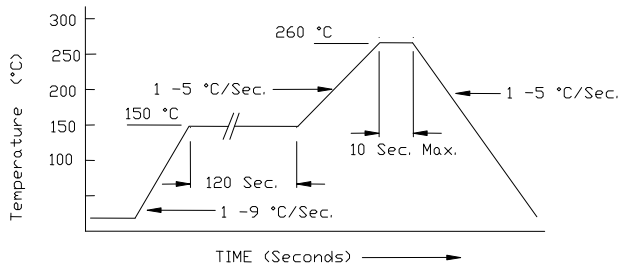 300
260 °C
250
200
1 -5 °C/Sec.
1 -5 °C/Sec.
150 °C
150
100
10 Sec. Max.
120 Sec.
1 -9 °C/Sec.
Temperature (°C)
TIME (Seconds)